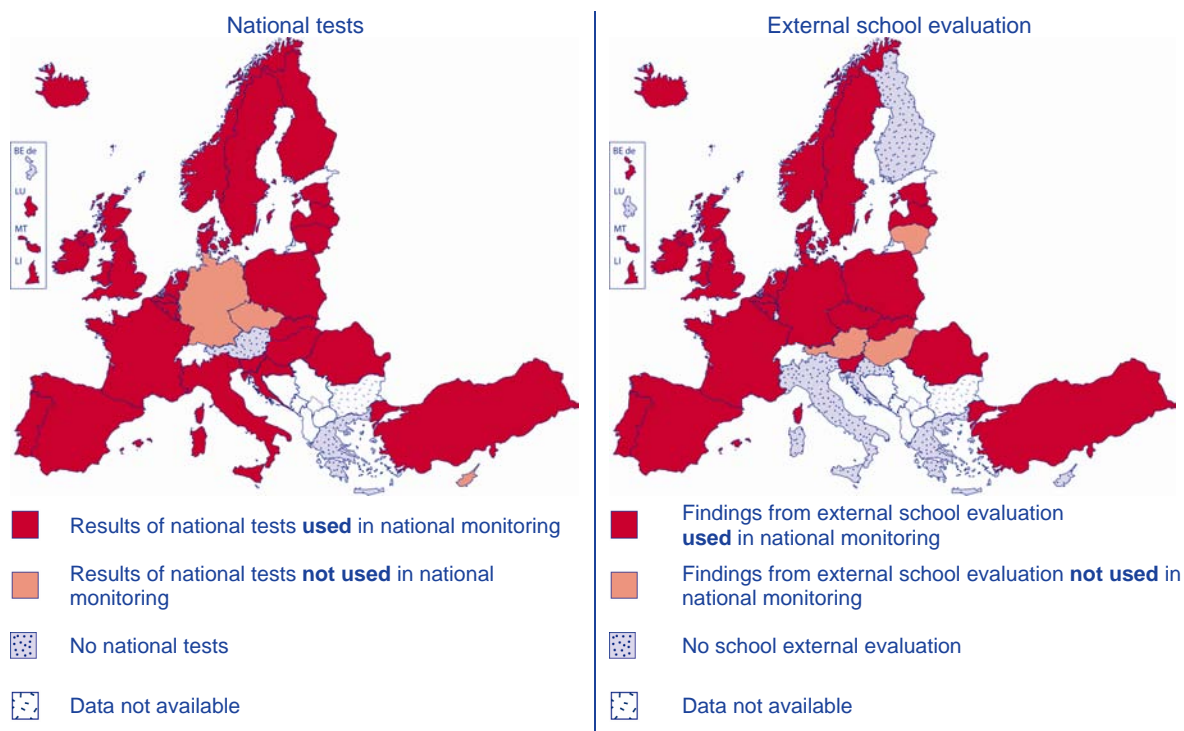 National tests
BE de
LU
MT
LI
Results of national tests used in national monitoring
Results of national tests not used in national
monitoring
No national tests
Data not available
External school evaluation
BE de
LU
MT
LI
Findings from external school evaluation
used in national monitoring
Findings from external school evaluation not used in
national monitoring
No school external evaluation
Data not available